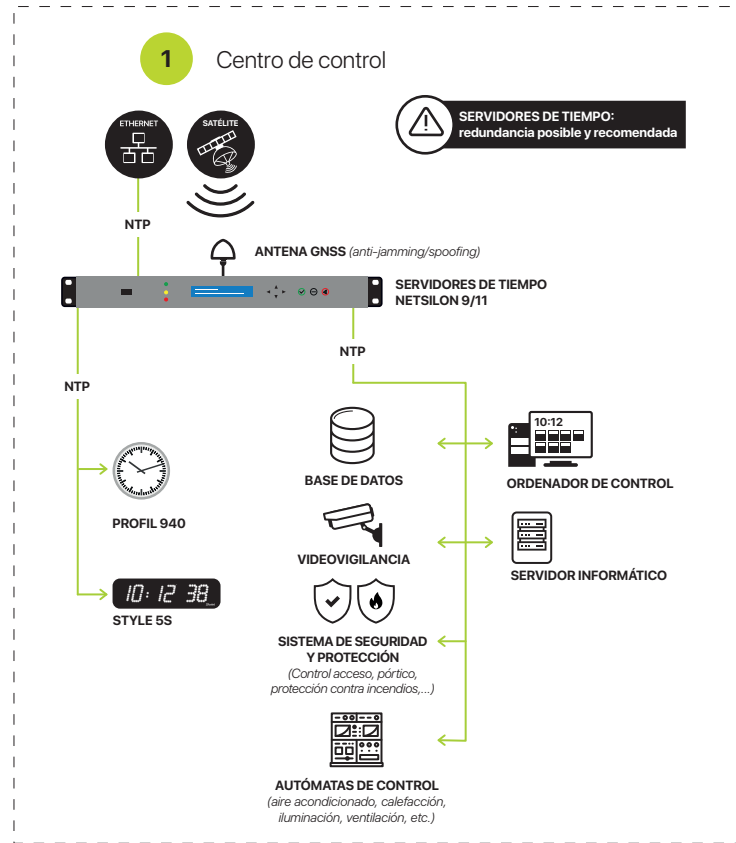 1
Centro de control
ETHERNET
SATÉLITE
SERVIDORES DE TIEMPO:
redundancia posible y recomendada
NTP
ANTENA GNSS (anti-jamming/spoofing)
SERVIDORES DE TIEMPO
NETSILON 9/11
NTP
NTP
10:12
BASE DE DATOS
ORDENADOR DE CONTROL
PROFIL 940
VIDEOVIGILANCIA
SERVIDOR INFORMÁTICO
10:12 38
STYLE 5S
SISTEMA DE SEGURIDAD
Y PROTECCIÓN
(Control acceso, pórtico,
protección contra incendios,...)
AUTÓMATAS DE CONTROL
(aire acondicionado, calefacción,
iluminación, ventilación, etc.)